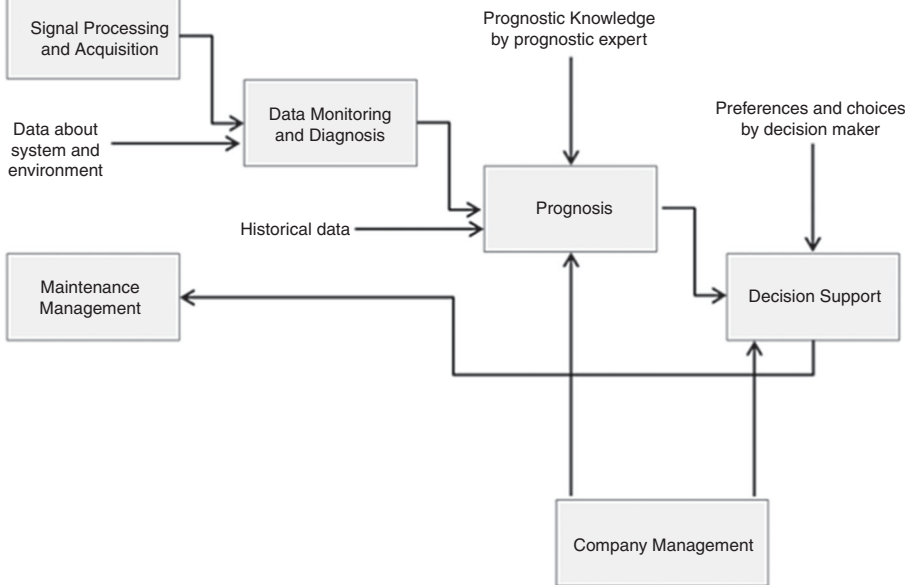 Signal Processing
and Acquisition
Prognostic Knowledge
by prognostic expert
Data Monitoring
and Diagnosis
Preferences and choices
by decision maker
Data about
system and
environment
Prognosis
Historical data
Maintenance
Management
Decision Support
Company Management